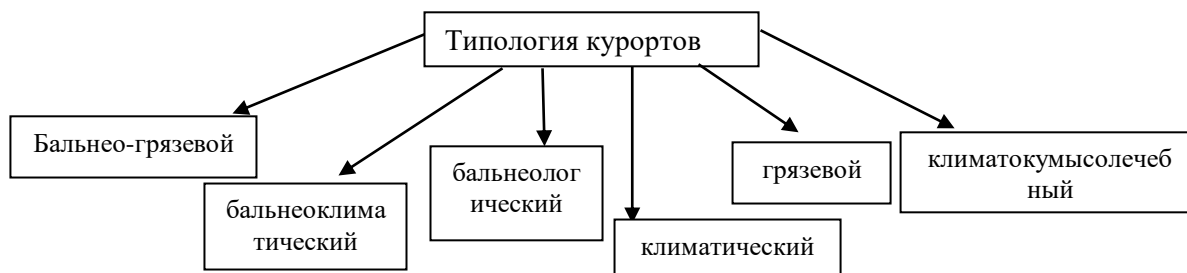 Типология курортов
Бальнео-грязевой
бальнеоклима
тический
бальнеолог
ический
климатический
грязевой
климатокумысолечеб
ный